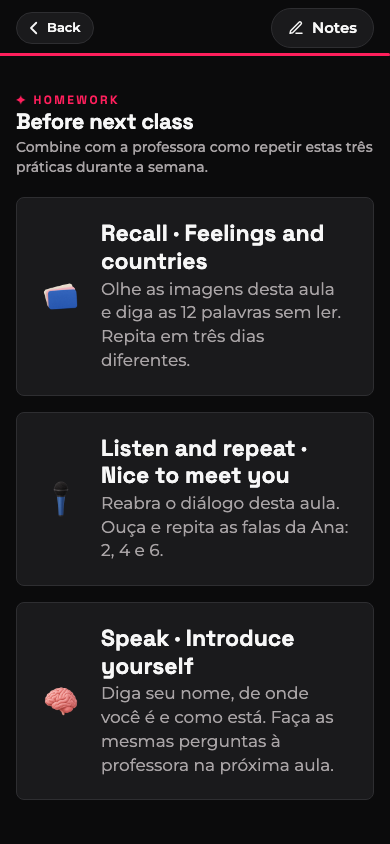 Back
Notes
HOMEWORK
Before next class
Combine com a professora como repetir estas três
práticas durante a semana.
Recall · Feelings and
countries
Olhe as imagens desta aula
e diga as 12 palavras sem ler.
Repita em três dias
diferentes.
Listen and repeat ·
Nice to meet you
Reabra o diálogo desta aula.
Ouça e repita as falas da Ana:
2, 4 e 6.
Speak · Introduce
yourself
Diga seu nome, de onde
você é e como está. Faça as
mesmas perguntas à
professora na próxima aula.